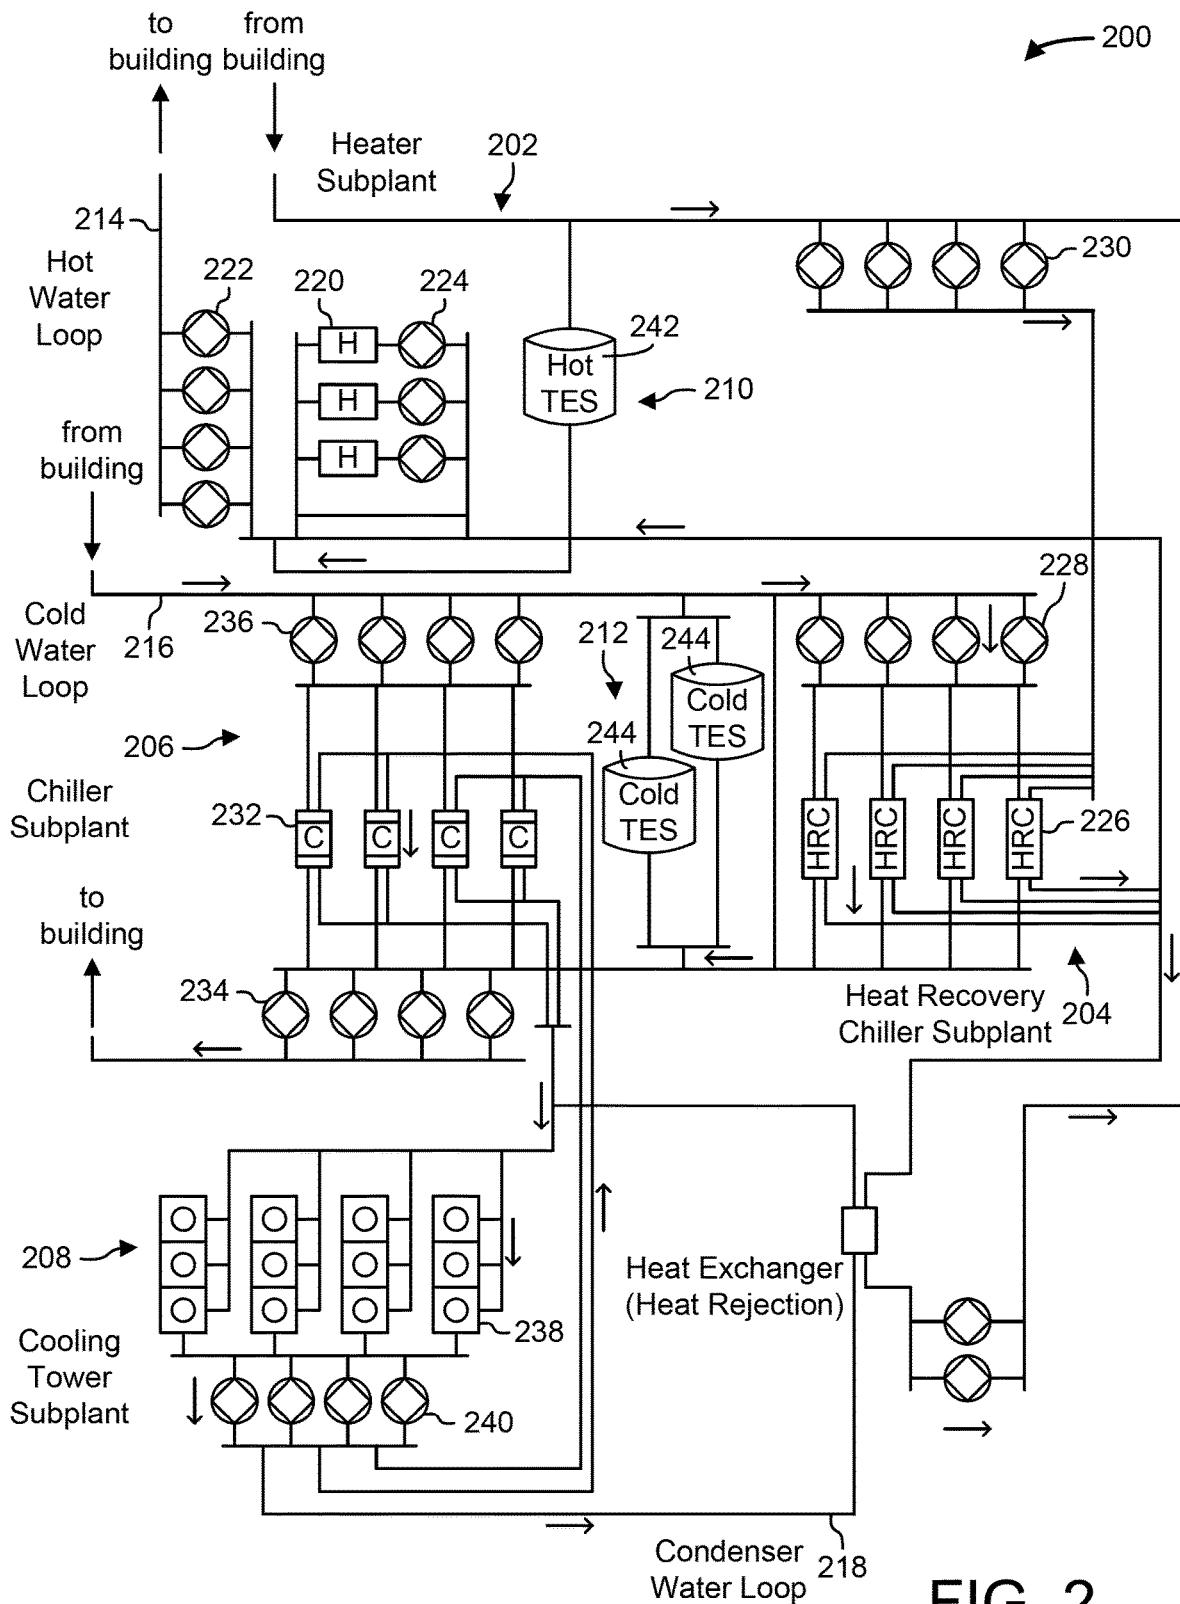 to
building
from
building
200
Heater
Subplant
202
214
Hot
Water
Loop
222
220
224
230
H
H
H
Hot
TES
242
210
from
building
Cold
Water
Loop
216
236
212
244
228
Cold
TES
244
Cold
TES
206
Chiller
Subplant
232
C
C
C
C
HRC
HRC
HRC
HRC
226
to
building
234
Heat Recovery
Chiller Subplant
204
208
Heat Exchanger
(Heat Rejection)
238
Cooling
Tower
Subplant
240
Condenser
Water Loop
218
FIG. 2